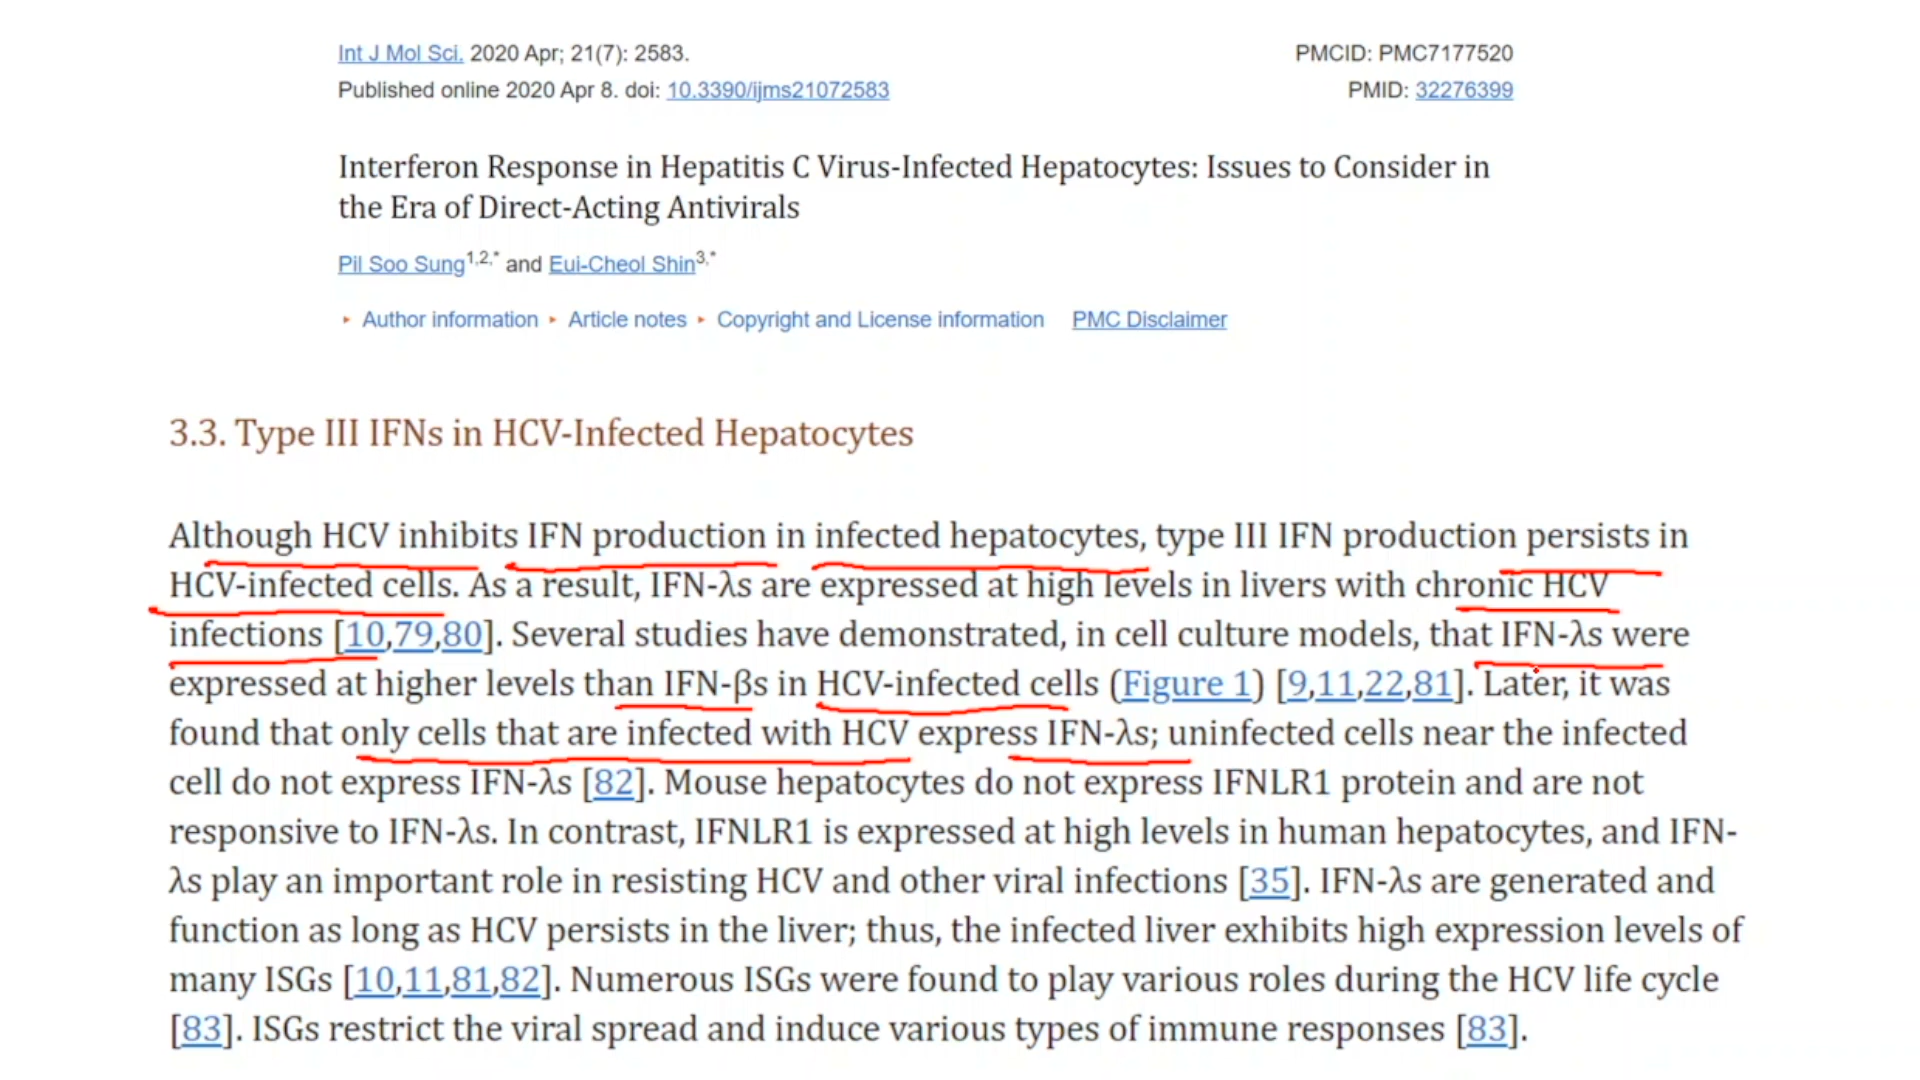 Int J Mol Sci. 2020 Apr; 21(7): 2583.
PMCID: PMC7177520
Published online 2020 Apr 8. doi: 10.3390/ijms21072583
PMID: 32276399
Interferon Response in Hepatitis C Virus-Infected Hepatocytes: Issues to Consider in
the Era of Direct-Acting Antivirals
Pil Soo Sung1,2,* and Eui-Cheol Shin3,*
▸ Author information ▸ Article notes ▸ Copyright and License information PMC Disclaimer
3.3. Type III IFNs in HCV-Infected Hepatocytes
Although HCV inhibits IFN production in infected hepatocytes, type III IFN production persists in
HCV-infected cells. As a result, IFN-λs are expressed at high levels in livers with chronic HCV
infections [10,79,80]. Several studies have demonstrated, in cell culture models, that IFN-λs were
expressed at higher levels than IFN-βs in HCV-infected cells (Figure 1) [9,11,22,81]. Later, it was
found that only cells that are infected with HCV express IFN-λs; uninfected cells near the infected
cell do not express IFN-λs [82]. Mouse hepatocytes do not express IFNLR1 protein and are not
responsive to IFN-λs. In contrast, IFNLR1 is expressed at high levels in human hepatocytes, and IFN-
λs play an important role in resisting HCV and other viral infections [35]. IFN-λs are generated and
function as long as HCV persists in the liver; thus, the infected liver exhibits high expression levels of
many ISGs [10,11,81,82]. Numerous ISGs were found to play various roles during the HCV life cycle
[83]. ISGs restrict the viral spread and induce various types of immune responses [83].